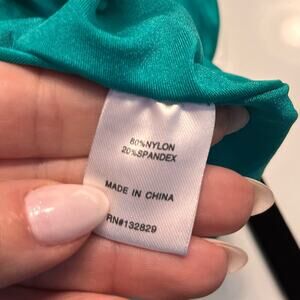 80%NYLON
20%SPANDEX
MADE IN CHINA
RN#132829